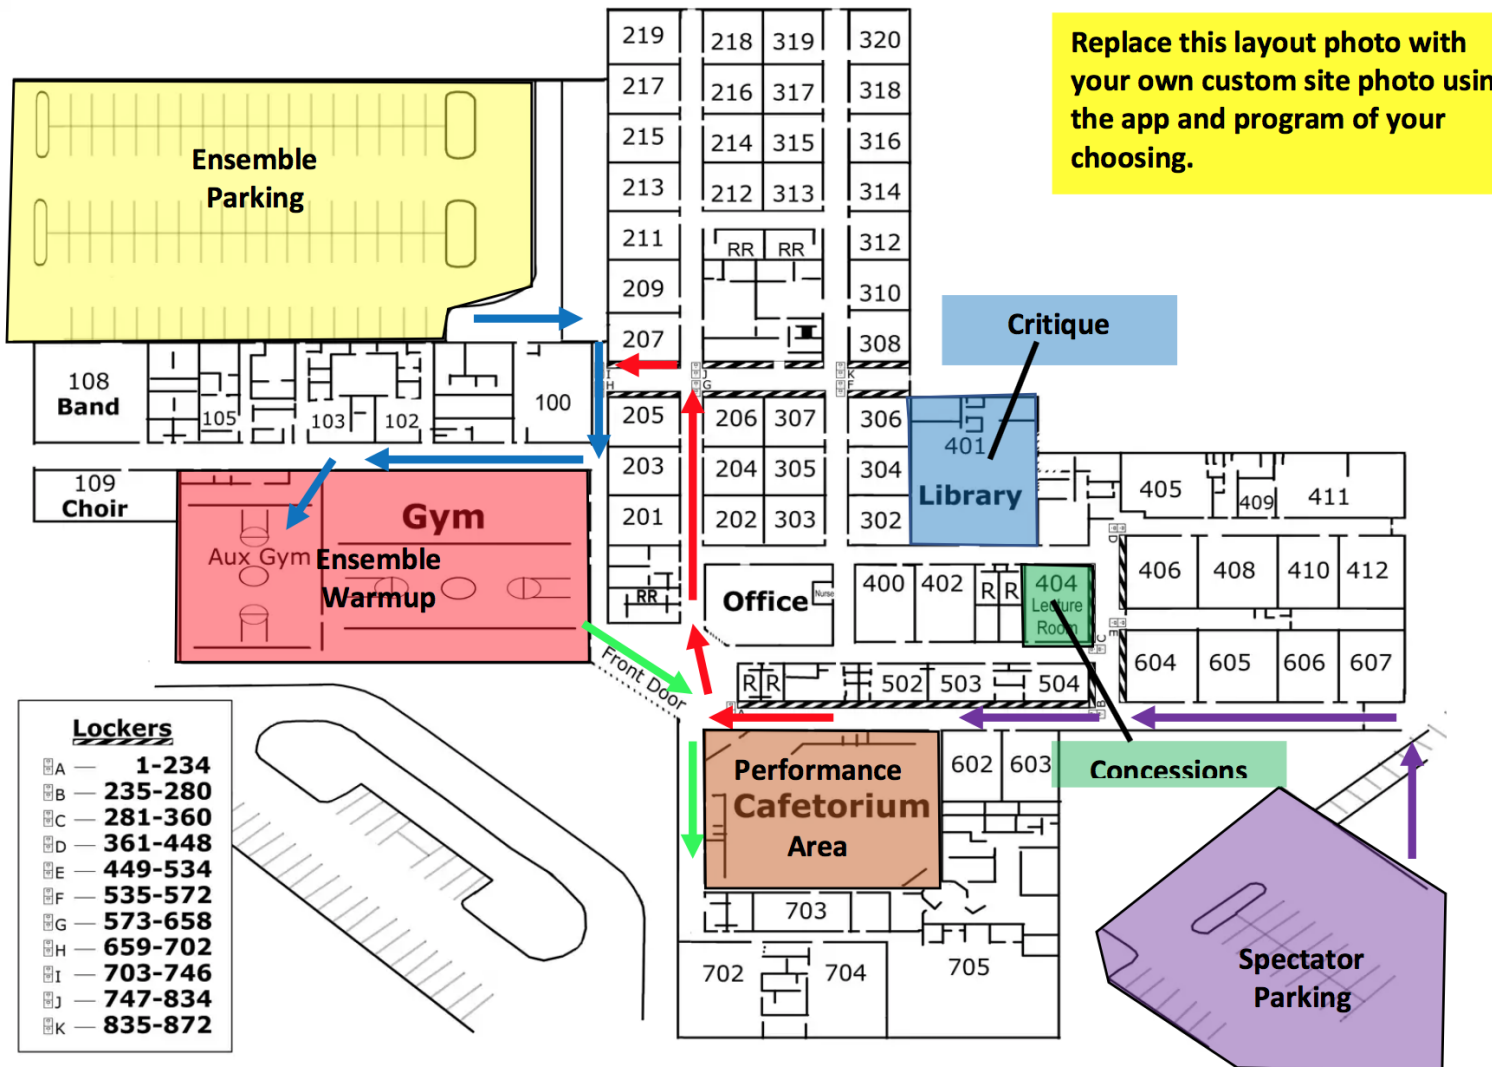 Replace this layout photo with
your own custom site photo usin
the app and program of your
choosing.
219
218
319
320
217
216
317
318
215
214
315
316
213
212
313
314
211
RR
RR
312
209
310
207
308
Ensemble
Parking
Critique
I
H
J
G
K
F
108
Band
105
103
102
100
205
206
307
306
401
Library
203
204
305
304
201
202
303
302
109
Choir
Gym
Aux Gym
Ensemble
Warmup
RR
Office
Nurse
400
402
R
R
404
Lecture
Room
405
409
411
D
406
408
410
412
E
C
604
605
606
607
Front Door
R
R
502
503
504
A
B
Lockers
A — 1-234
B — 235-280
C — 281-360
D — 361-448
E — 449-534
F — 535-572
G — 573-658
H — 659-702
I — 703-746
J — 747-834
K — 835-872
Performance
Cafetorium
Area
602
603
Concessions
703
702
704
705
Spectator
Parking